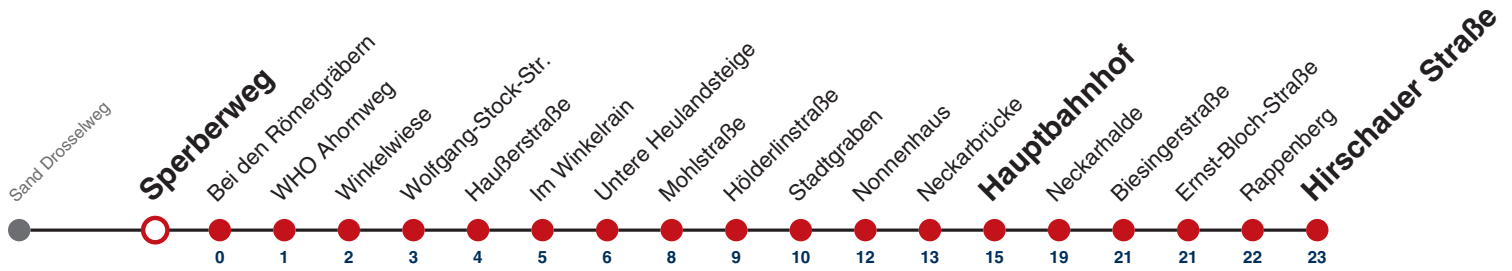 Sand Drosselweg
Sperberweg
Bei den Römergräbern
WHO Ahornweg
Winkelwiese
Wolfgang-Stock-Str.
Haußerstraße
Im Winkelrain
Untere Heulandsteige
Mohlstraße
Hölderlinstraße
Stadtgraben
Nonnenhaus
Neckarbrücke
Hauptbahnhof
Neckarhalde
Biesingerstraße
Ernst-Bloch-Straße
Rappenberg
Hirschauer Straße
0 1 2 3 4 5 6 8 9 10 12 13 15 19 21 21 22 23